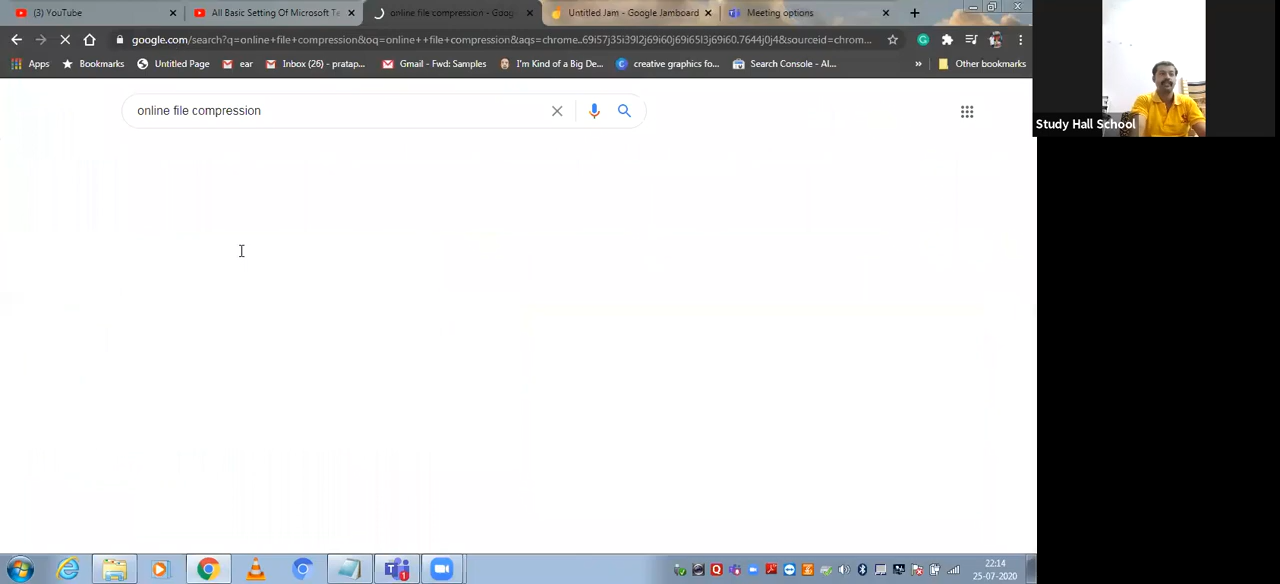 (3) YouTube
All Basic Setting Of Microsoft Te
online file compression - Goog
Untitled Jam - Google Jamboard
Meeting options
google.com/search?q=online+file+compression&oq=online++file+compression&aqs=chrome..69i57j35i39l2j69i60j69i65l3j69i60.7644j0j4&sourceid=chrom...
Apps
Bookmarks
Untitled Page
ear
Inbox (26) - pratap...
Gmail - Fwd: Samples
I'm Kind of a Big De...
creative graphics fo...
Search Console - Al...
»
Other bookmarks
online file compression
Study Hall School
22:14
25-07-2020